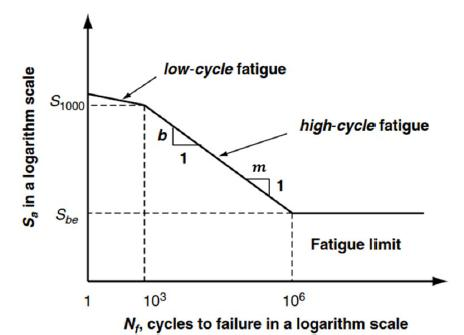 low-cycle fatigue
S1000
high-cycle fatigue
b
1
m
1
Sbe
Fatigue limit
1
10³
10⁶
Nf, cycles to failure in a logarithm scale
Sa in a logarithm scale